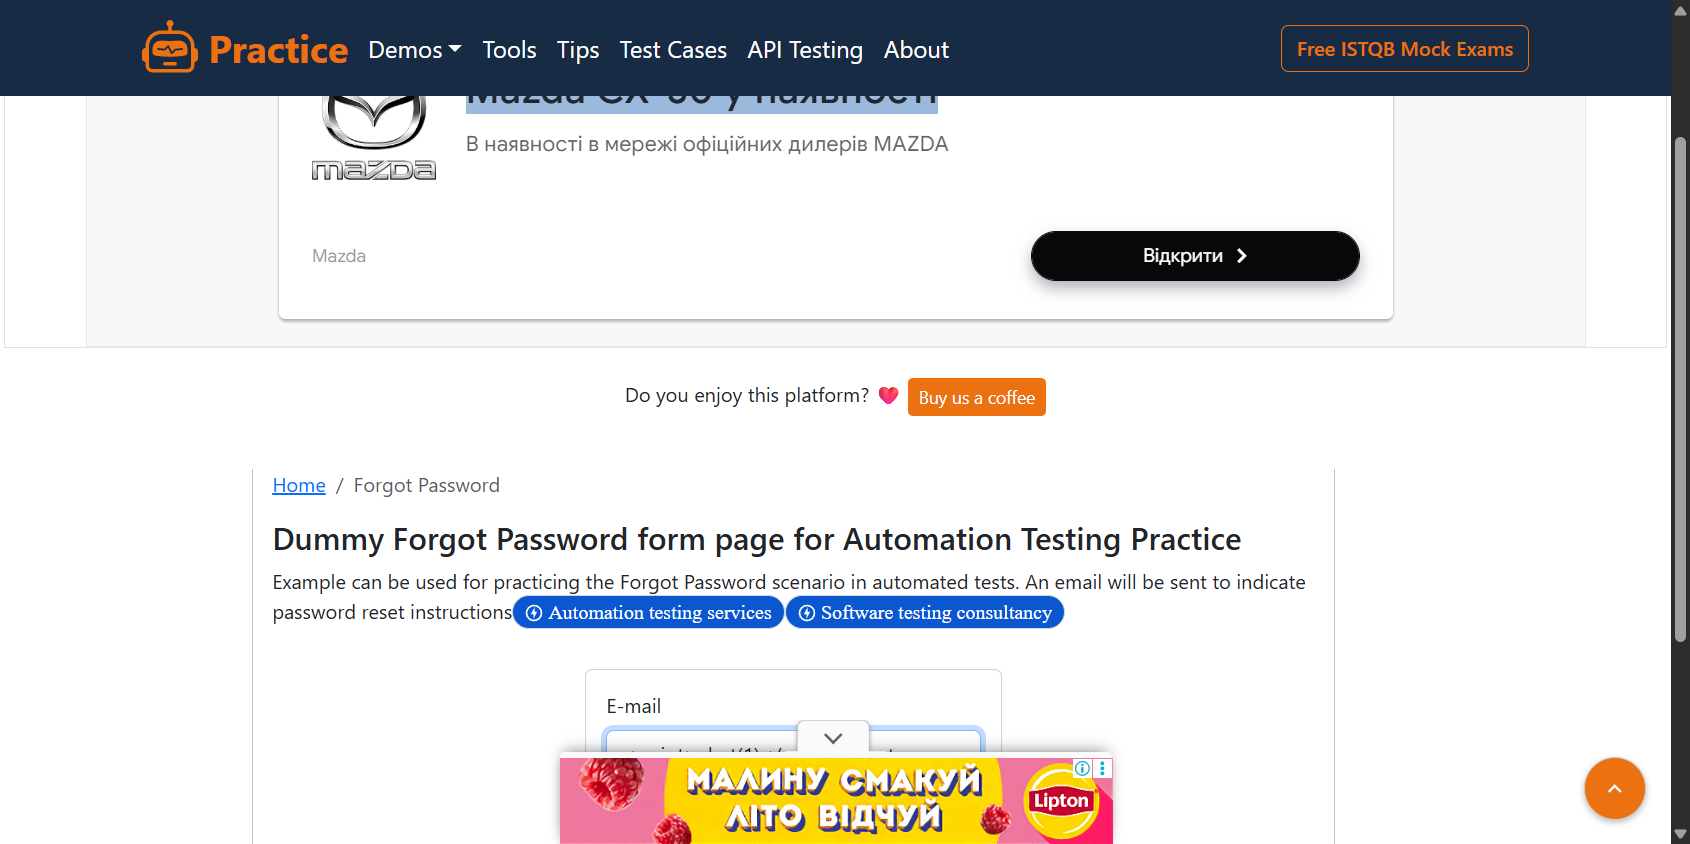 Practice Demos Tools Tips Test Cases API Testing About Free ISTQB Mock Exams
Mazda CX-30 у наявності
В наявності в мережі офіційних дилерів MAZDA
mazda
Mazda
Відкрити
Do you enjoy this platform? Buy us a coffee
Home / Forgot Password
Dummy Forgot Password form page for Automation Testing Practice
Example can be used for practicing the Forgot Password scenario in automated tests. An email will be sent to indicate
password reset instructions Automation testing services Software testing consultancy
E-mail
МАЛИНУ СМАКУЙ
ЛІТО ВІДЧУЙ
Lipton